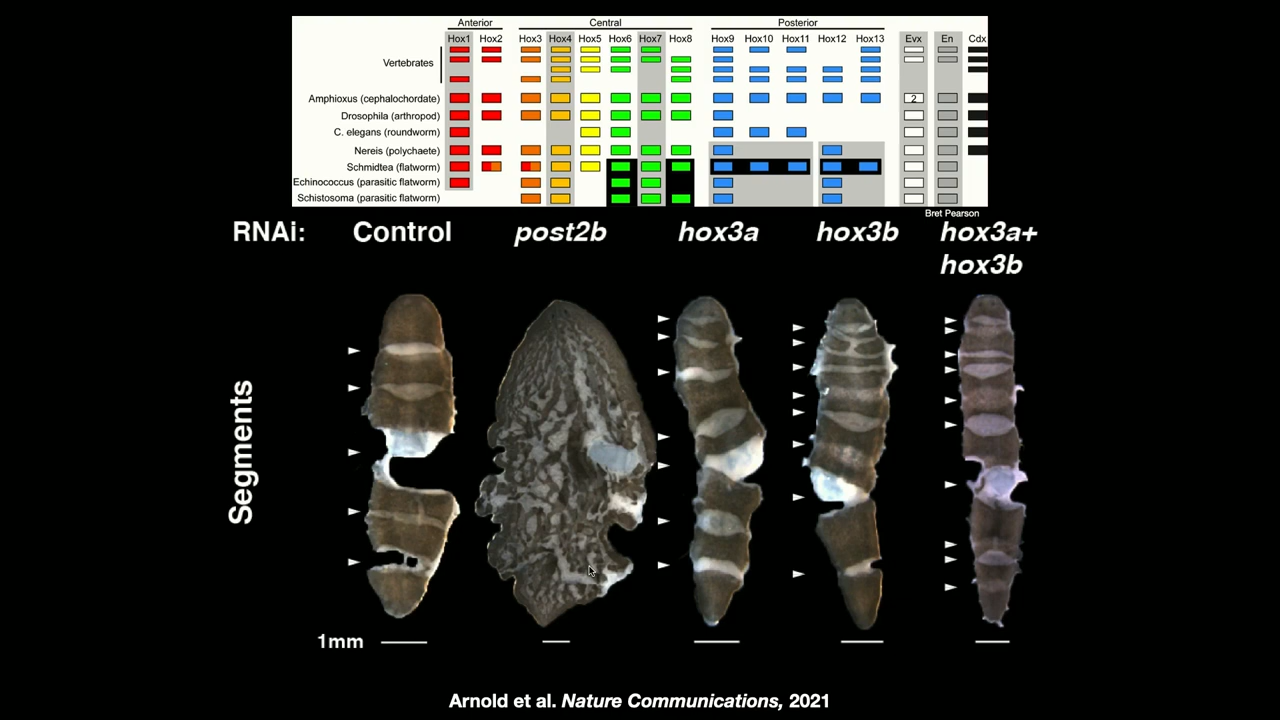 Anterior Central Posterior
Hox1 Hox2 Hox3 Hox4 Hox5 Hox6 Hox7 Hox8 Hox9 Hox10 Hox11 Hox12 Hox13 Evx En Cdx
Vertebrates
Amphioxus (cephalochordate) 2
Drosophila (arthropod)
C. elegans (roundworm)
Nereis (polychaete)
Schmidtea (flatworm)
Echinococcus (parasitic flatworm)
Schistosoma (parasitic flatworm)
Bret Pearson
RNAi: Control post2b hox3a hox3b hox3a+
hox3b
Segments
1mm
Arnold et al. Nature Communications, 2021